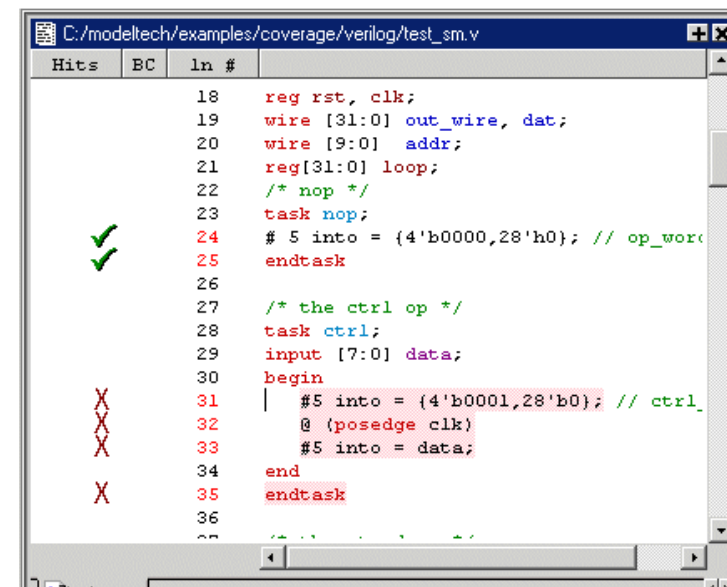 C:/modeltech/examples/coverage/verilog/test_sm.v
Hits BC ln #
18 reg rst, clk;
19 wire [31:0] out_wire, dat;
20 wire [9:0] addr;
21 reg[31:0] loop;
22 /* nop */
23 task nop;
24 # 5 into = {4'b0000,28'h0}; // op_word
25 endtask
26
27 /* the ctrl op */
28 task ctrl;
29 input [7:0] data;
30 begin
31 #5 into = {4'b0001,28'b0}; // ctrl_
32 @ (posedge clk)
33 #5 into = data;
34 end
35 endtask
36